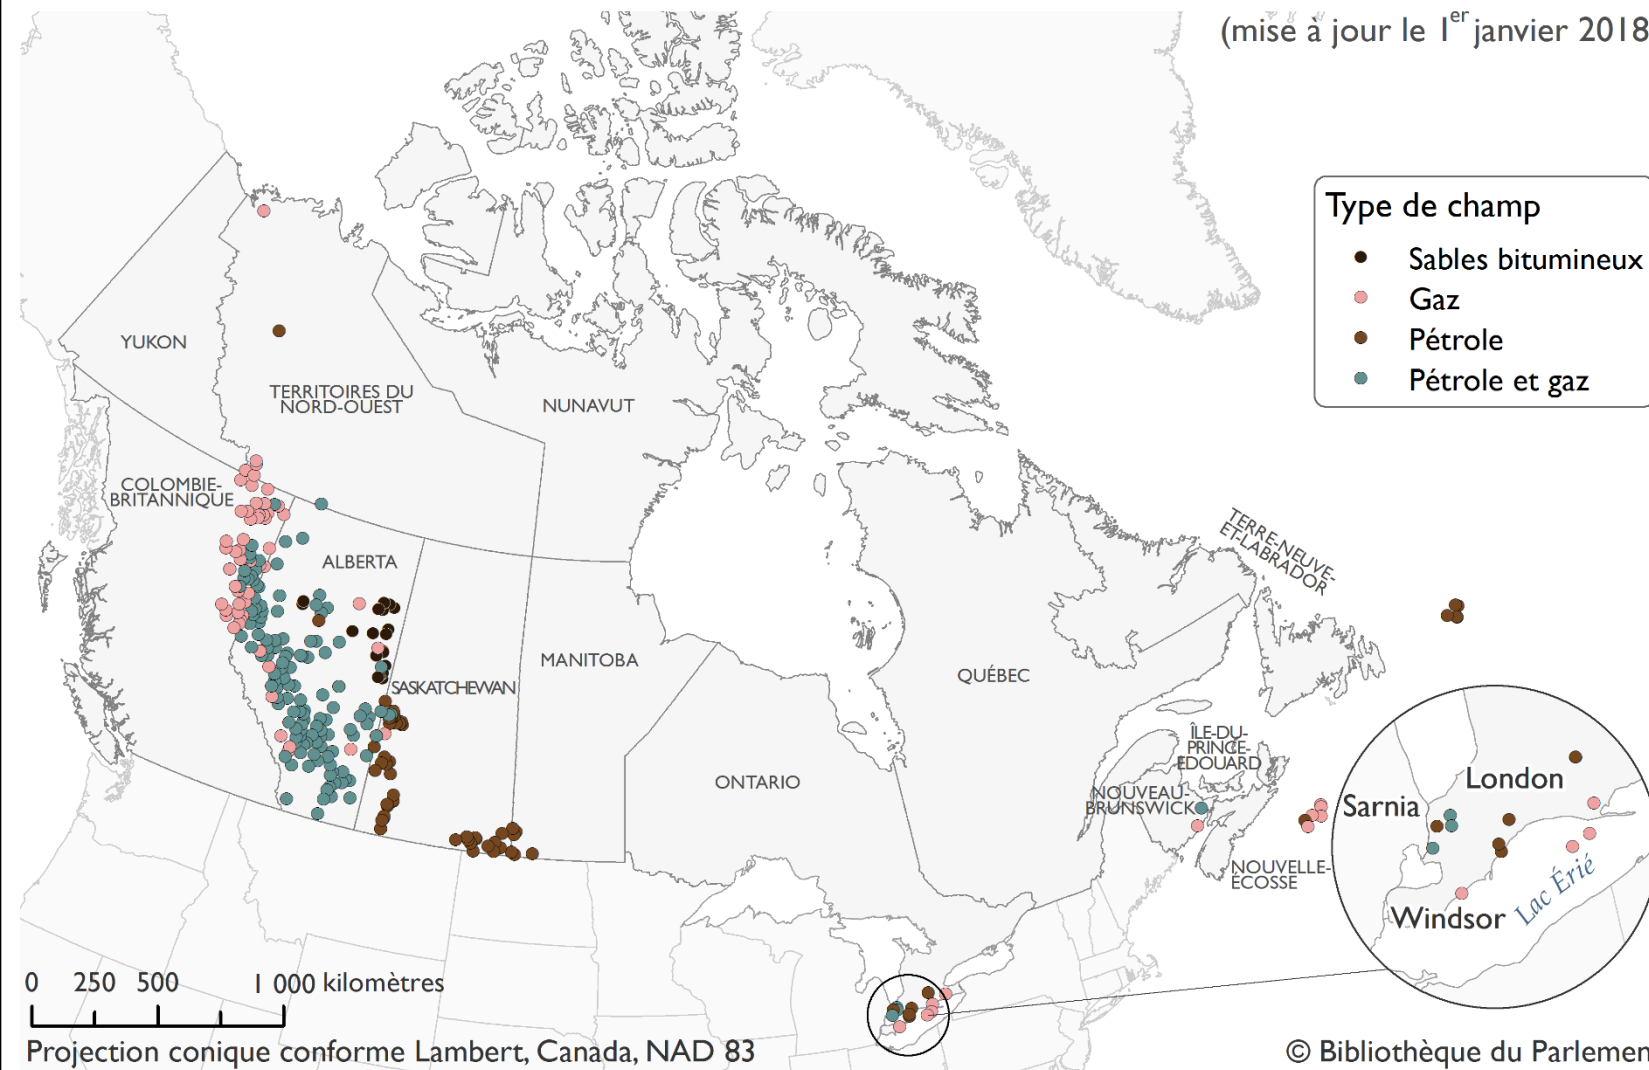 (mise à jour le 1er janvier 2018
Type de champ
Sables bitumineux
Gaz
Pétrole
Pétrole et gaz
YUKON
TERRITOIRES DU
NORD-OUEST
NUNAVUT
COLOMBIE-
BRITANNIQUE
ALBERTA
SASKATCHEWAN
MANITOBA
ONTARIO
QUÉBEC
TERRE-NEUVE-
ET-LABRADOR
ÎLE-DU-
PRINCE-
ÉDOUARD
NOUVEAU-
BRUNSWICK
NOUVELLE-
ÉCOSSE
London
Sarnia
Windsor
Lac Érié
0 250 500 1 000 kilomètres
Projection conique conforme Lambert, Canada, NAD 83
© Bibliothèque du Parlemen